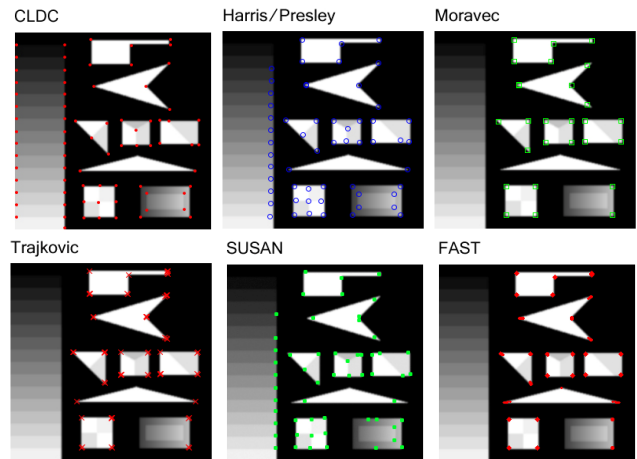 CLDC
Harris/Presley
Moravec
Trajkovic
SUSAN
FAST